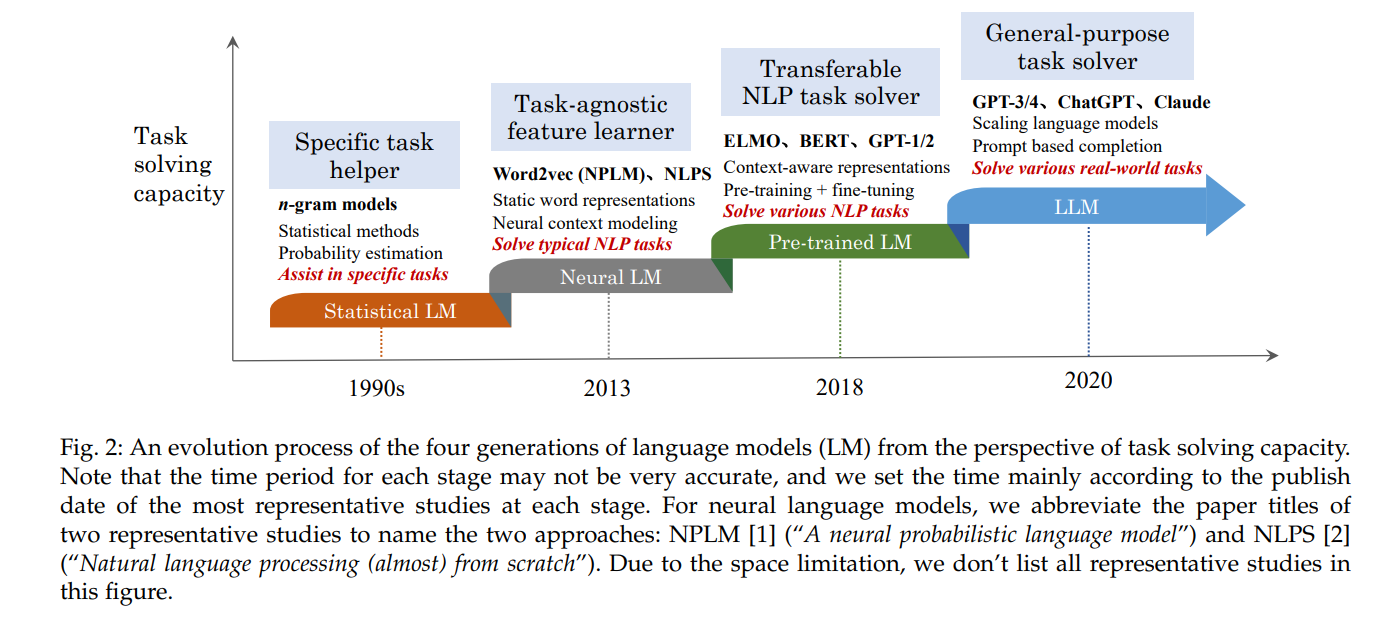 Task
solving
capacity
Specific task
helper
n-gram models
Statistical methods
Probability estimation
Assist in specific tasks
Statistical LM
1990s
Task-agnostic
feature learner
Word2vec (NPLM)、NLPS
Static word representations
Neural context modeling
Solve typical NLP tasks
Neural LM
2013
Transferable
NLP task solver
ELMO、BERT、GPT-1/2
Context-aware representations
Pre-training + fine-tuning
Solve various NLP tasks
Pre-trained LM
2018
General-purpose
task solver
GPT-3/4、ChatGPT、Claude
Scaling language models
Prompt based completion
Solve various real-world tasks
LLM
2020
Fig. 2: An evolution process of the four generations of language models (LM) from the perspective of task solving capacity.
Note that the time period for each stage may not be very accurate, and we set the time mainly according to the publish
date of the most representative studies at each stage. For neural language models, we abbreviate the paper titles of
two representative studies to name the two approaches: NPLM [1] (“A neural probabilistic language model”) and NLPS [2]
(“Natural language processing (almost) from scratch”). Due to the space limitation, we don’t list all representative studies in
this figure.